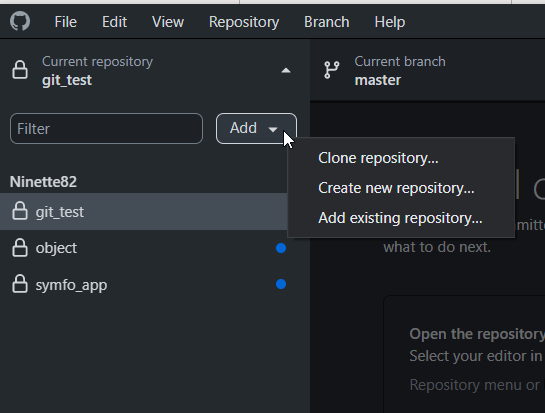 File Edit View Repository Branch Help
Current repository
git_test
Current branch
master
Filter
Add
Clone repository...
Create new repository...
Add existing repository...
Ninette82
git_test
object
symfo_app
what to do next.
Open the repository
Select your editor in
Repository menu or